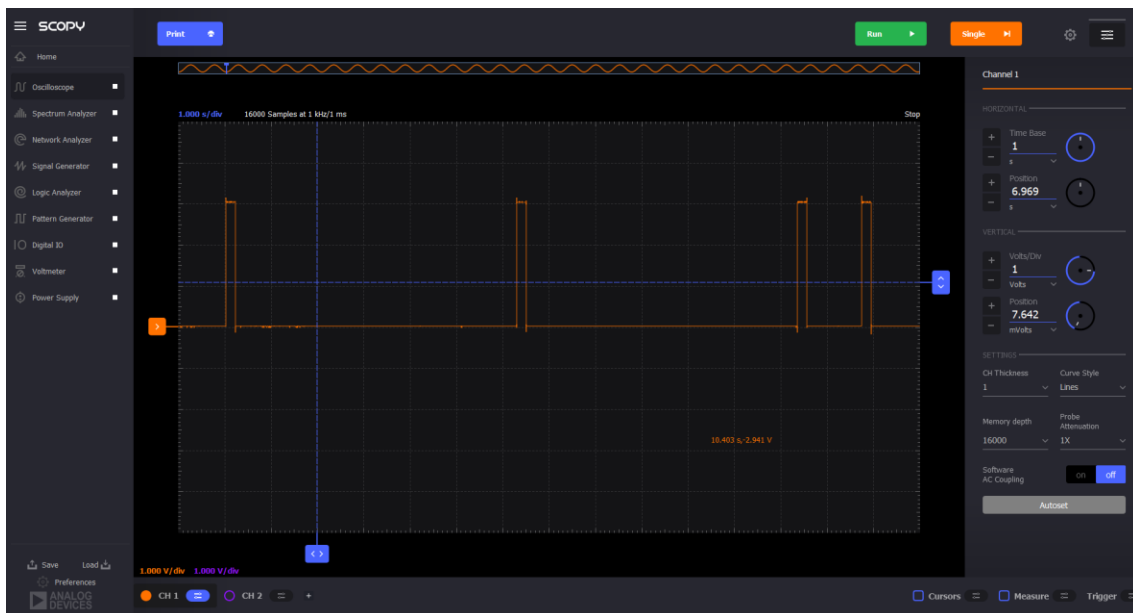 SCOPY
Print
Run
Single
Home
Oscilloscope
Spectrum Analyzer
Network Analyzer
Signal Generator
Logic Analyzer
Pattern Generator
Digital IO
Voltmeter
Power Supply
Save Load
Preferences
ANALOG
DEVICES
1.000 s/div 16000 Samples at 1 kHz/1 ms Stop
10.403 s,-2.941 V
1.000 V/div 1.000 V/div
CH 1 CH 2 +
Cursors Measure Trigger
Channel 1
HORIZONTAL
Time Base
+ 1
- s
Position
+ 6.969
- s
VERTICAL
Volts/Div
+ 1
- Volts
Position
+ 7.642
- mVolts
SETTINGS
CH Thickness Curve Style
1 Lines
Memory depth Probe
Attenuation
16000 1X
Software
AC Coupling on off
Autoset